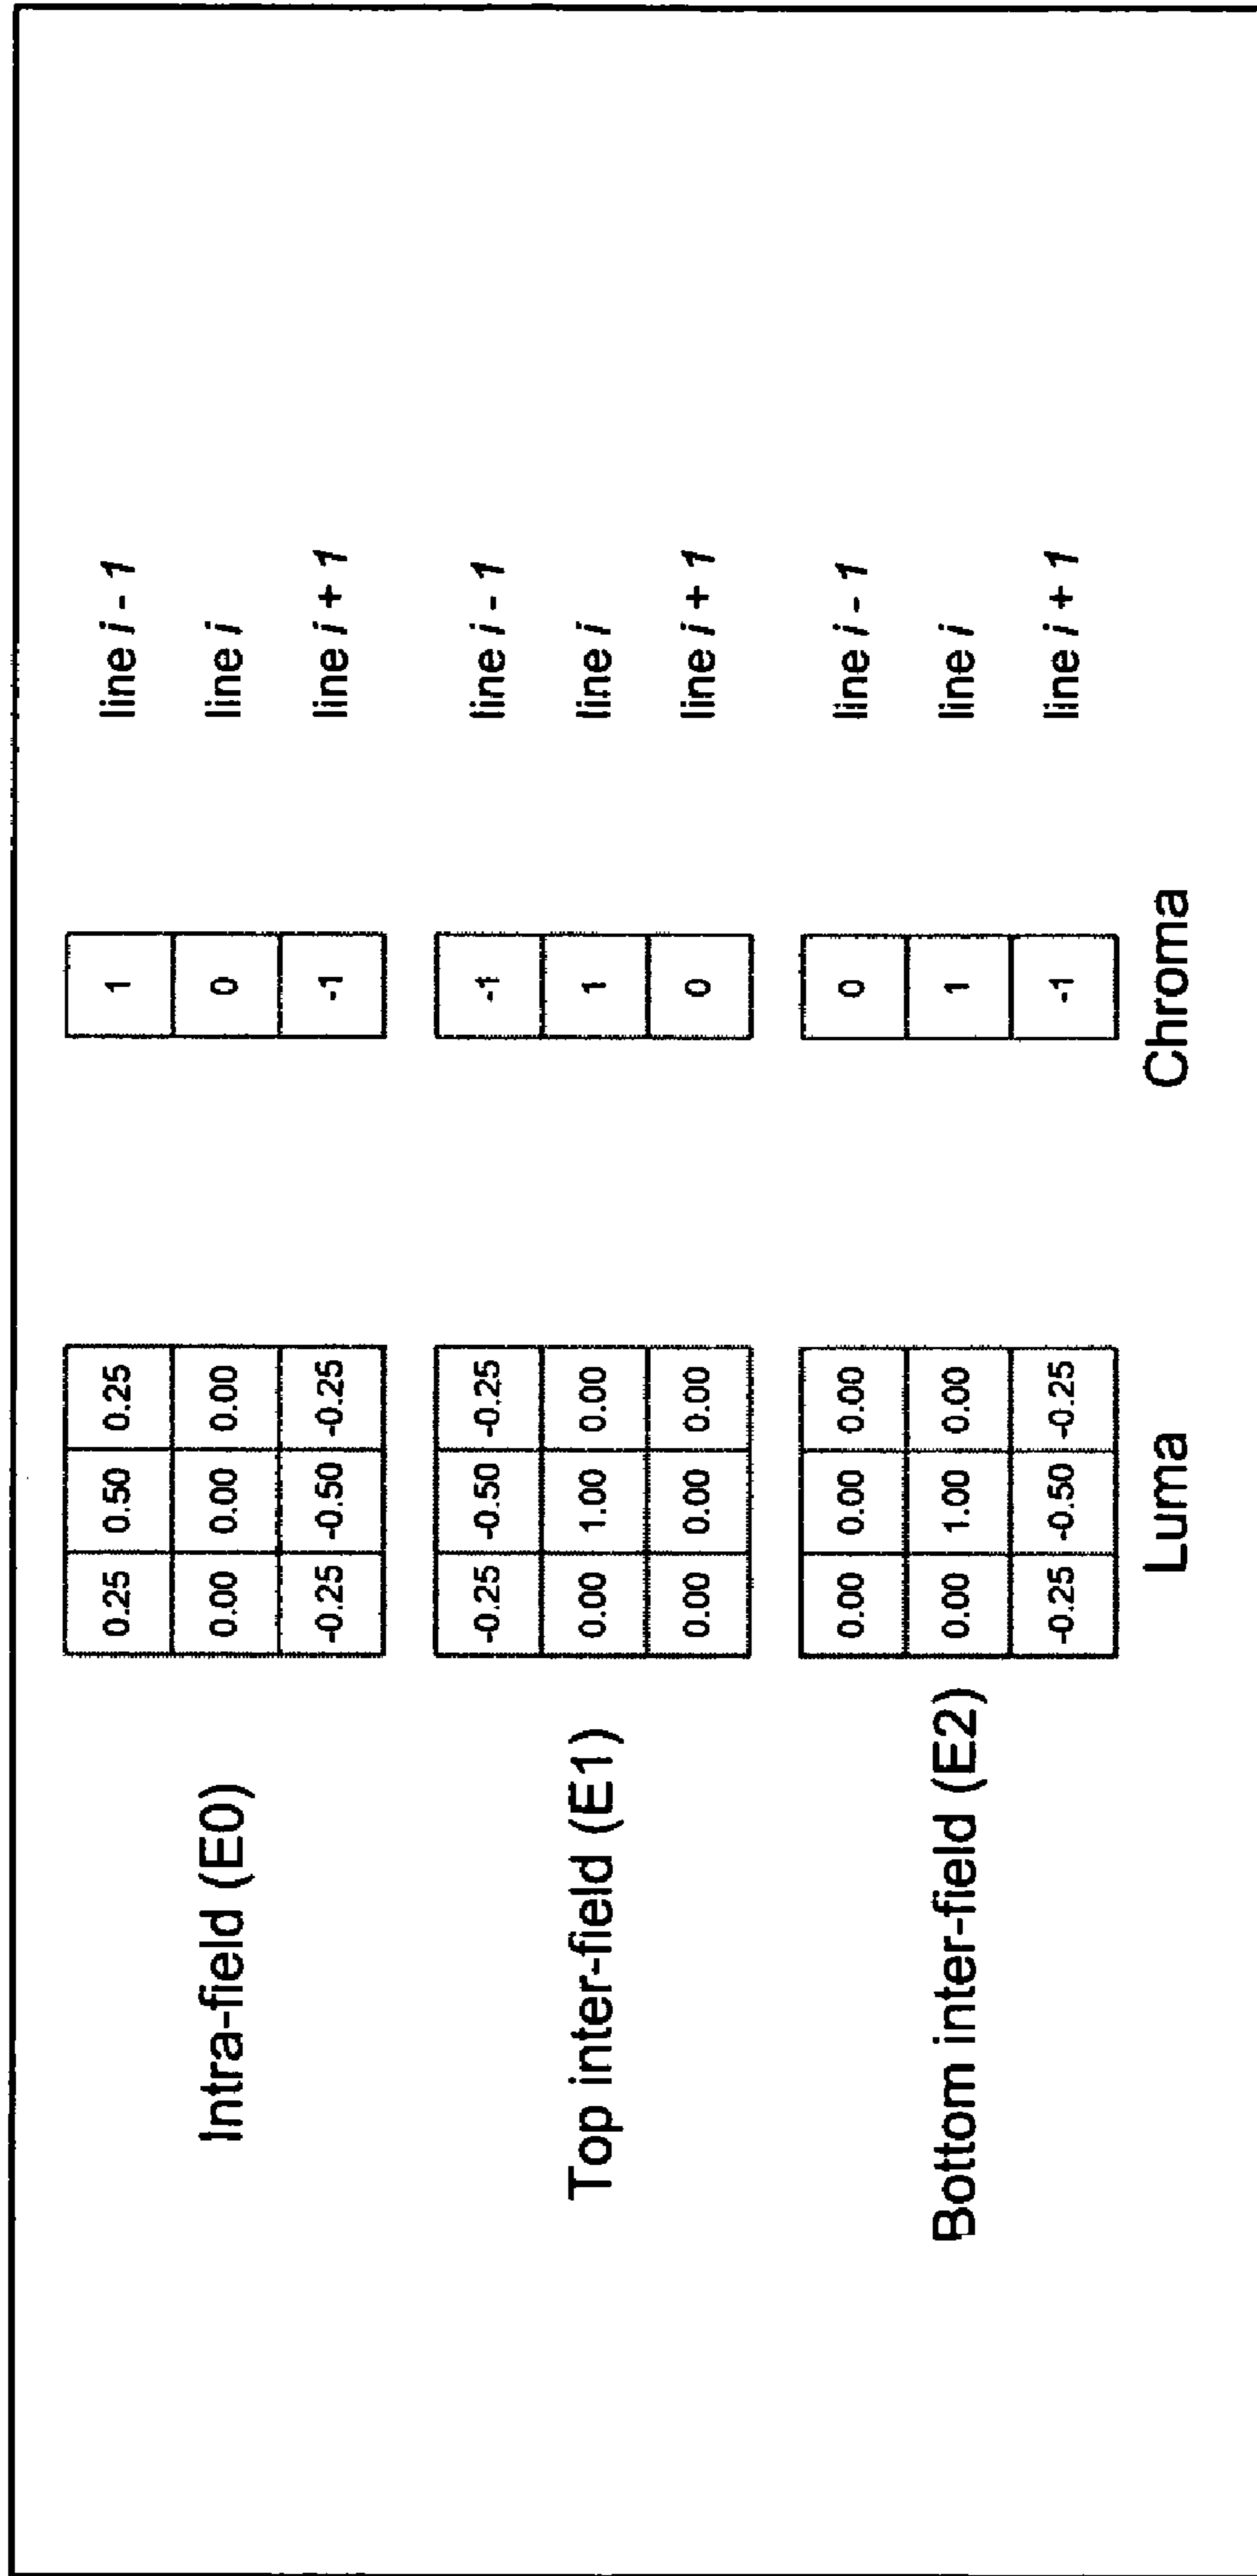 Intra-field (E0)
0.25 0.50 0.25 1 line i - 1
0.00 0.00 0.00 0 line i
-0.25 -0.50 -0.25 -1 line i + 1
Top inter-field (E1)
-0.25 -0.50 -0.25 -1 line i - 1
0.00 1.00 0.00 1 line i
0.00 0.00 0.00 0 line i + 1
Bottom inter-field (E2)
0.00 0.00 0.00 0 line i - 1
0.00 1.00 0.00 1 line i
-0.25 -0.50 -0.25 -1 line i + 1
Luma Chroma